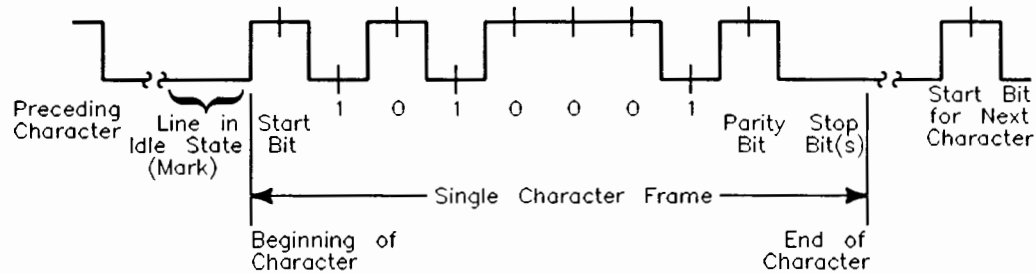 1 0 1 0 0 0 1
Preceding
Character
Line in
Idle State
(Mark)
Start
Bit
Parity
Bit
Stop
Bit(s)
Start Bit
for Next
Character
Single Character Frame
Beginning of
Character
End of
Character